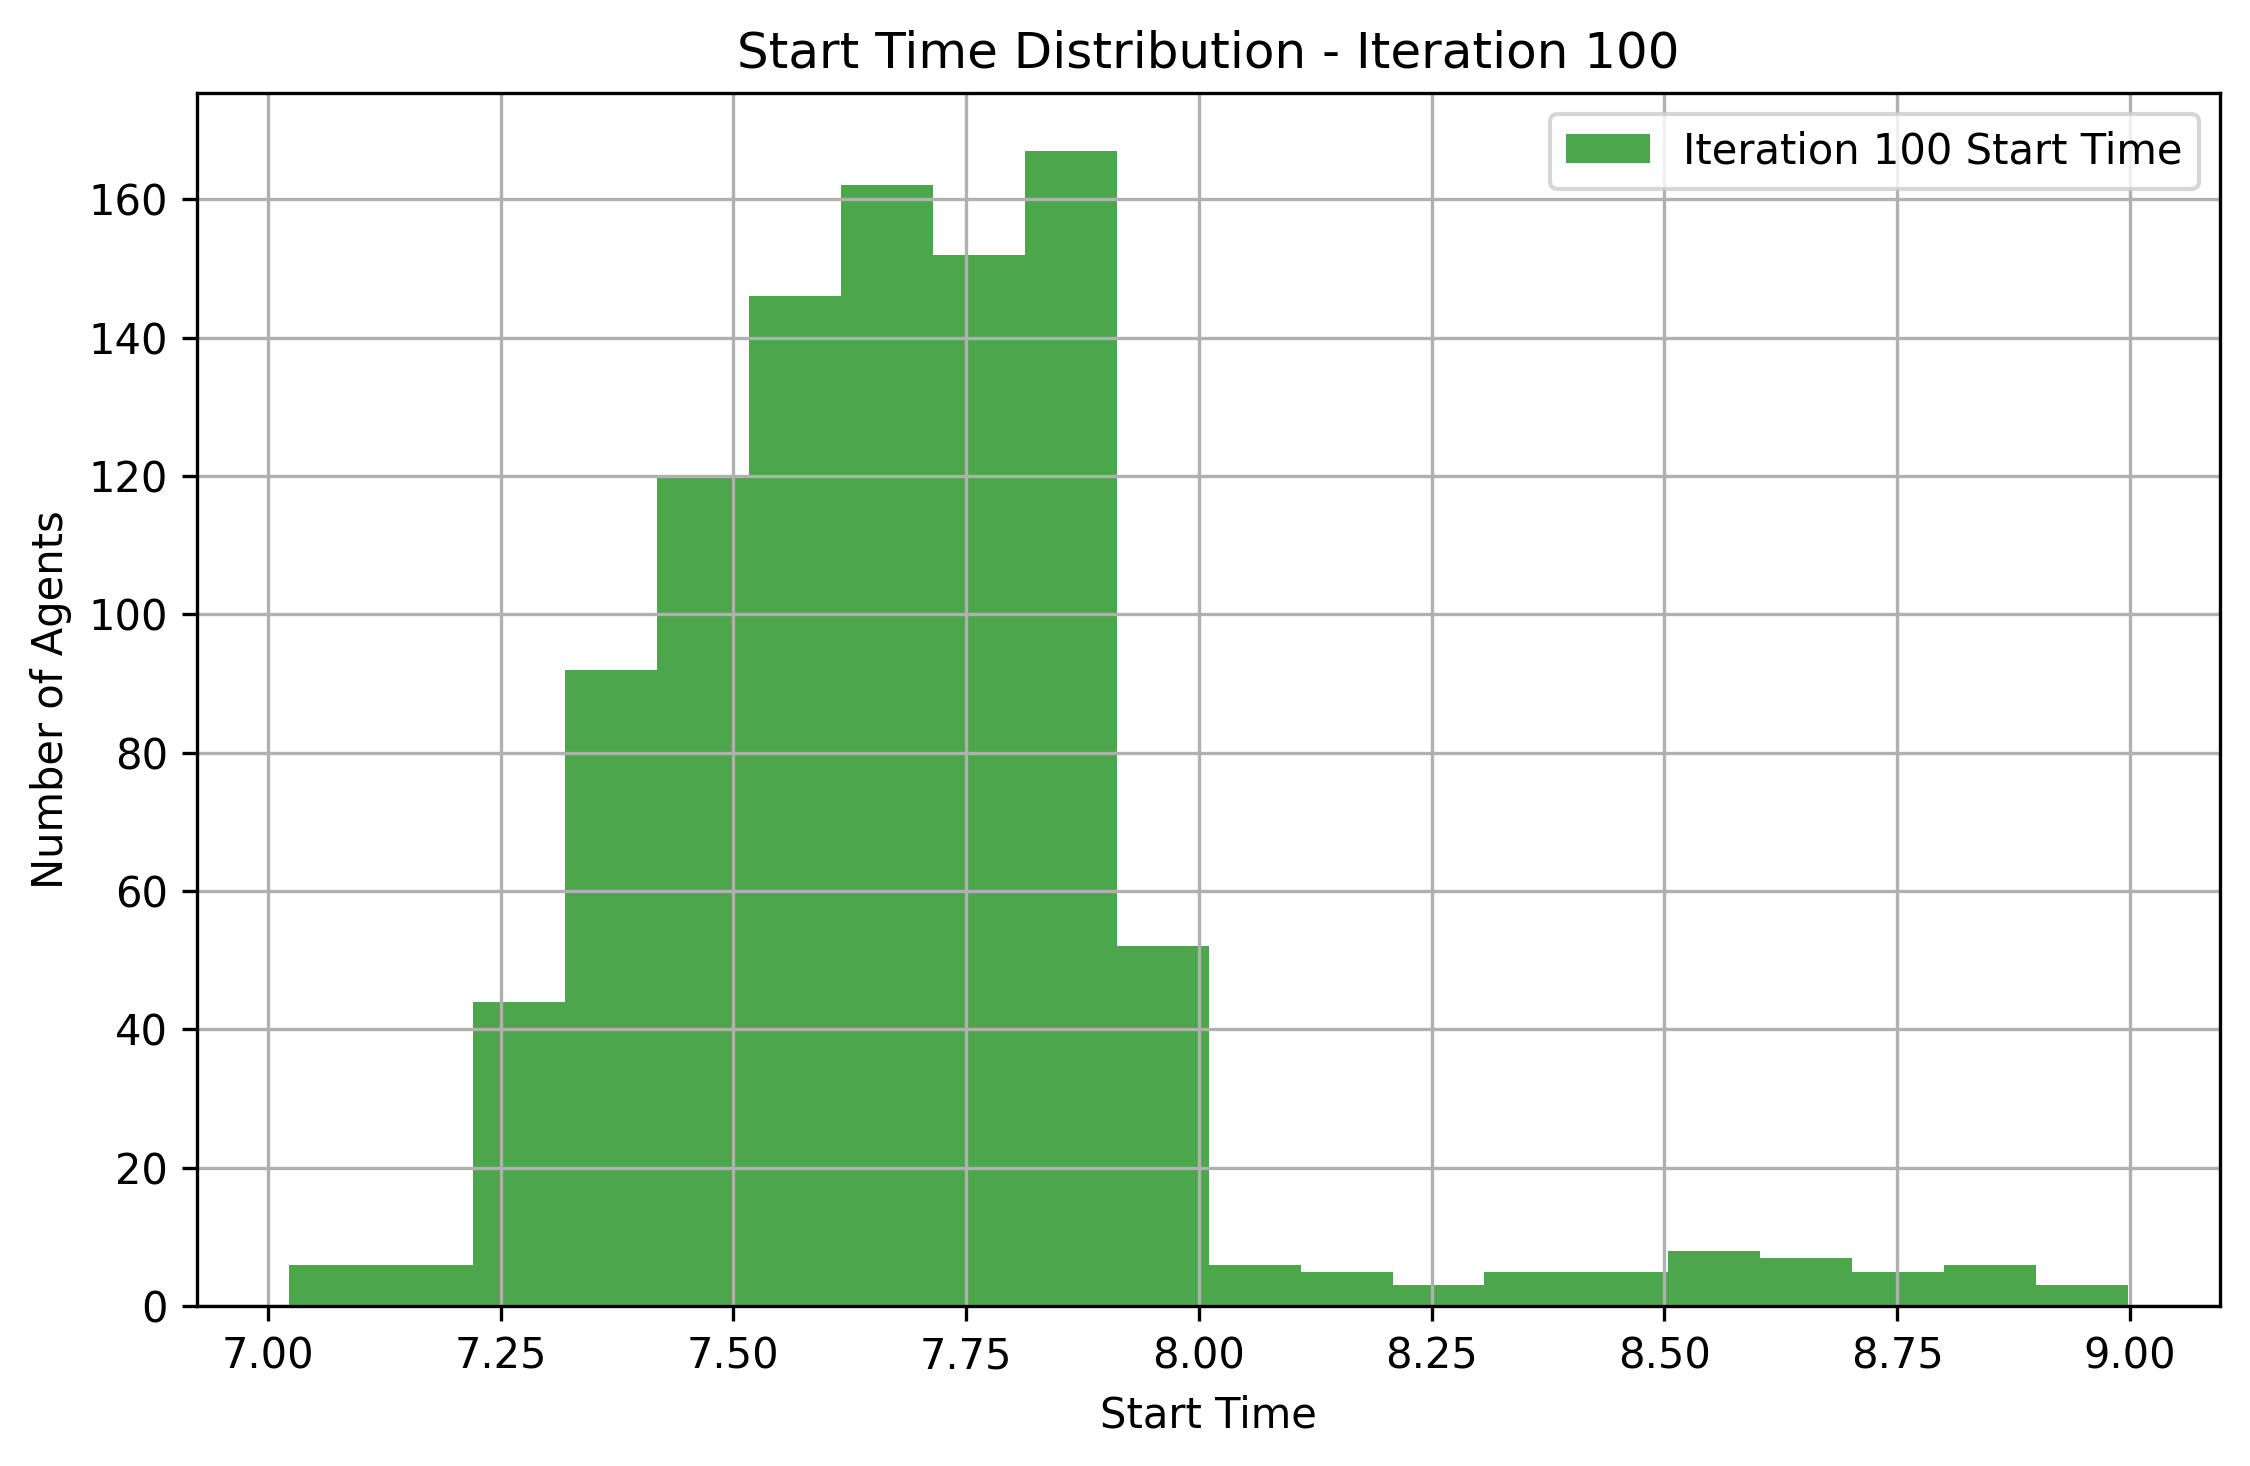 Start Time Distribution - Iteration 100
Iteration 100 Start Time
Number of Agents
160
140
120
100
80
60
40
20
0
7.00 7.25 7.50 7.75 8.00 8.25 8.50 8.75 9.00
Start Time